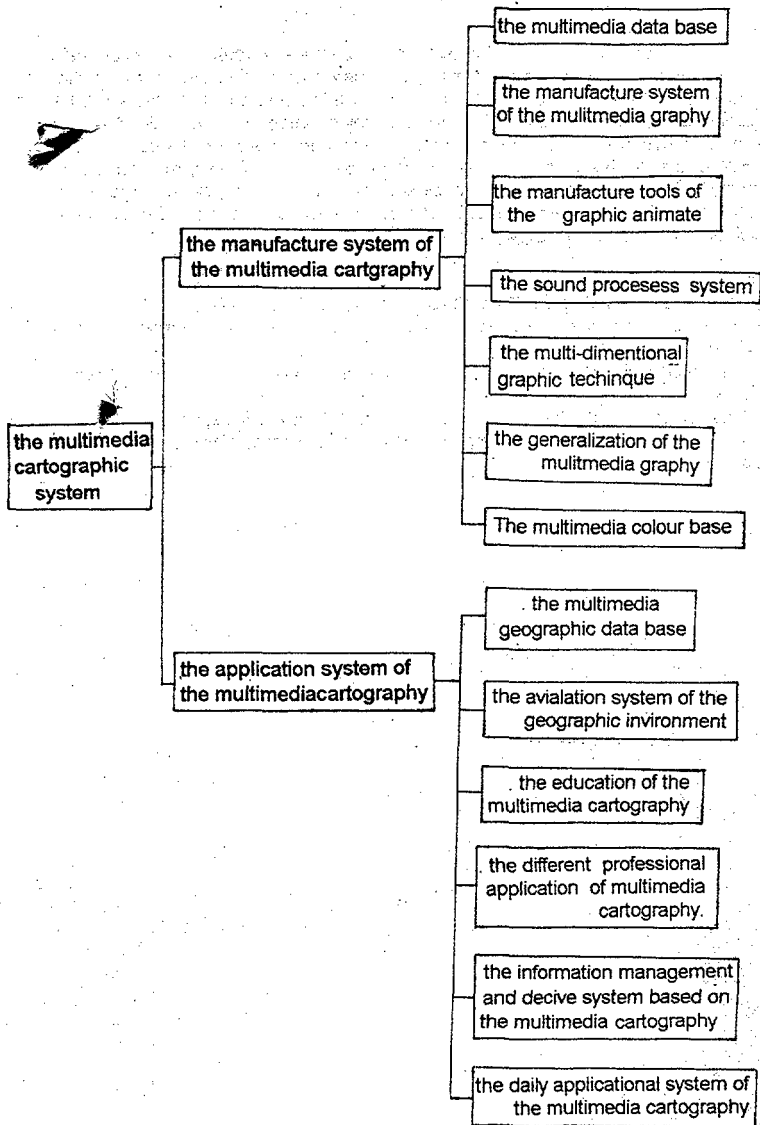 the multimedia data base
the manufacture system
of the mulitmedia graphy
the manufacture tools of
the graphic animate
the manufacture system of
the multimedia cartgraphy
the sound procesess system
the multi-dimentional
graphic techinque
the multimedia
cartographic
system
the generalization of the
mulitmedia graphy
The multimedia colour base
the multimedia
geographic data base
the application system of
the multimediacartography
the avialation system of the
geographic invironment
the education of the
multimedia cartography
the different professional
application of multimedia
cartography.
the information management
and decive system based on
the multimedia cartography
the daily applicational system of
the multimedia cartography